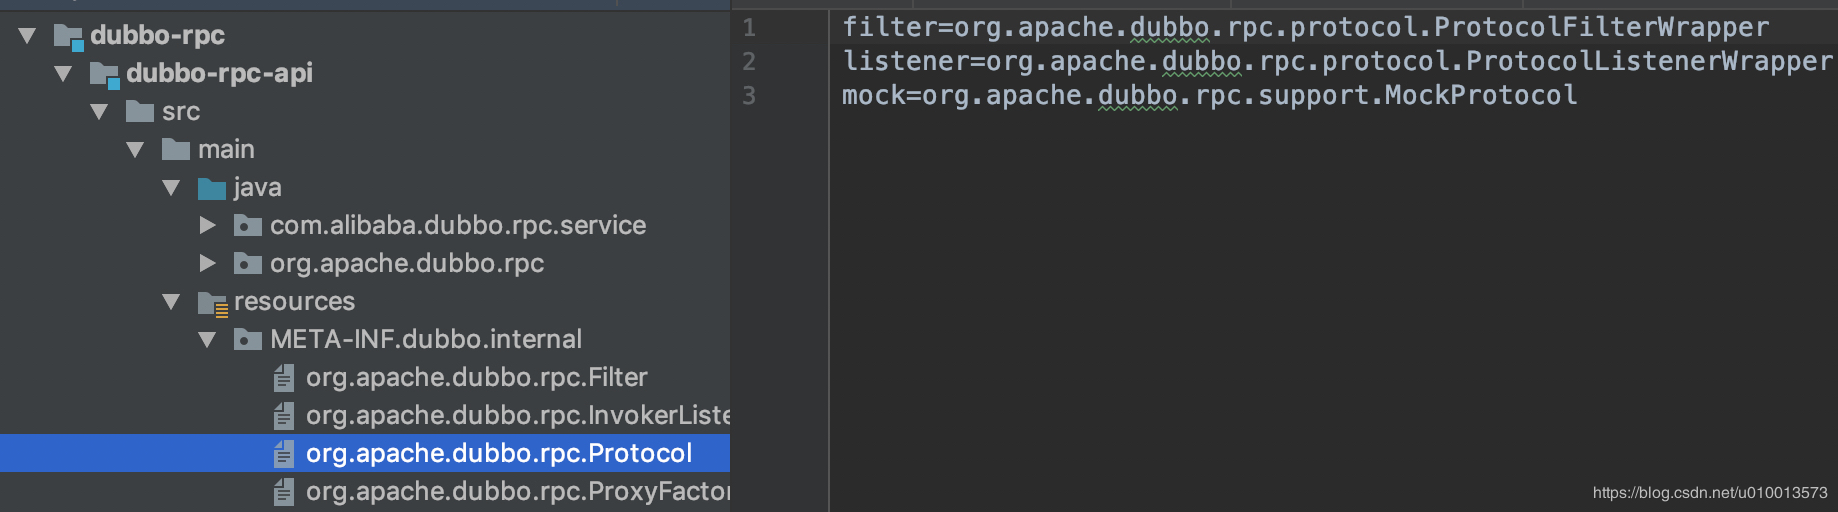 dubbo-rpc
dubbo-rpc-api
src
main
java
com.alibaba.dubbo.rpc.service
org.apache.dubbo.rpc
resources
META-INF.dubbo.internal
org.apache.dubbo.rpc.Filter
org.apache.dubbo.rpc.InvokerListe
org.apache.dubbo.rpc.Protocol
org.apache.dubbo.rpc.ProxyFactor
1 filter=org.apache.dubbo.rpc.protocol.ProtocolFilterWrapper
2 listener=org.apache.dubbo.rpc.protocol.ProtocolListenerWrapper
3 mock=org.apache.dubbo.rpc.support.MockProtocol
https://blog.csdn.net/u010013573